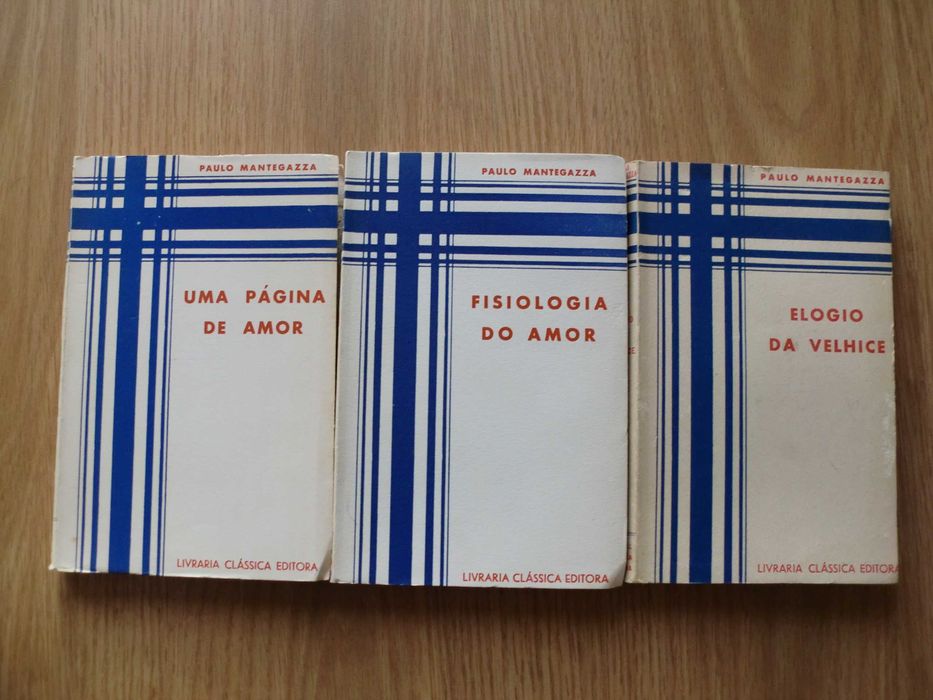 PAULO MANTEGAZZA
UMA PÁGINA
DE AMOR
LIVRARIA CLÁSSICA EDITORA
PAULO MANTEGAZZA
FISIOLOGIA
DO AMOR
LIVRARIA CLÁSSICA EDITORA
PAULO MANTEGAZZA
ELOGIO
DA VELHICE
LIVRARIA CLÁSSICA EDITORA